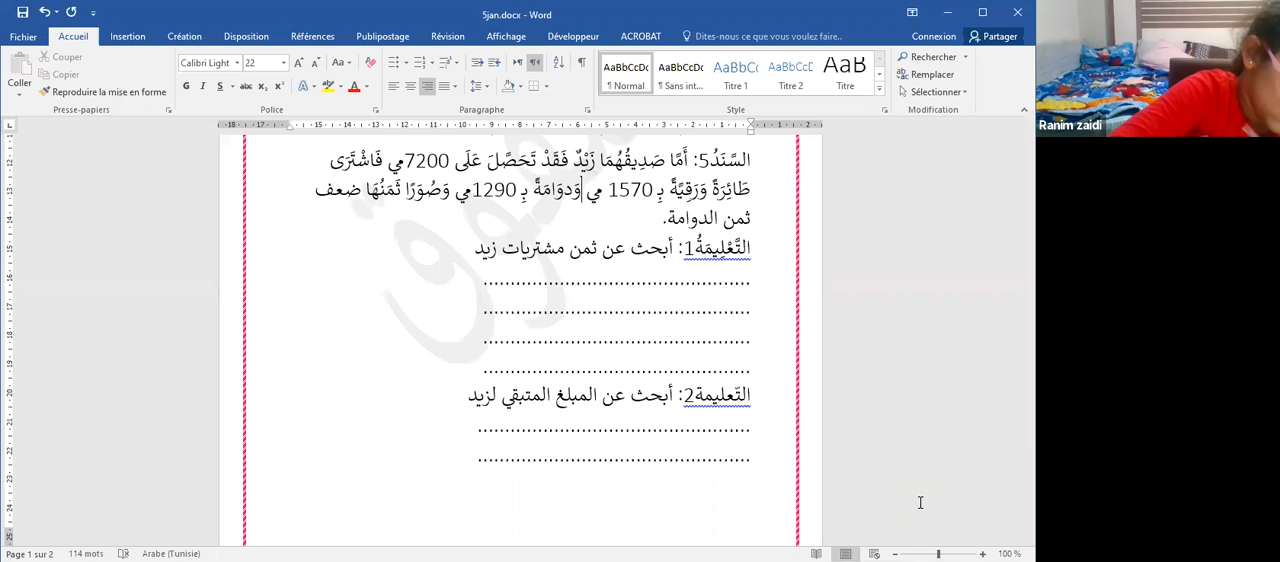 5jan.docx - Word
Fichier Accueil Insertion Création Disposition Références Publipostage Révision Affichage Développeur ACROBAT Dites-nous ce que vous voulez faire.. Connexion Partager
Coller
Couper
Copier
Reproduire la mise en forme
Presse-papiers
Calibri Light 22
Police
Paragraphe
AaBbCcDc AaBbCcDc AaBbCc AaBbCcC AaB
¶ Normal ¶ Sans int... Titre 1 Titre 2 Titre
Style
Rechercher
Remplacer
Sélectionner
Modification
Ranim zaidi
السَّنَدُ5: أَمَّا صَدِيقُهُمَا زَيْدٌ فَقَدْ تَحَصَّلَ عَلَى 7200مي فَاشْتَرَى
طَائِرَةً وَرَقِيَّةً بِـ 1570 مي وَدوَامَةً بِـ 1290مي وَصُوَرًا ثَمَنُهَا ضعف
ثمن الدوامة.
التَّعْلِيمَةُ1: أبحث عن ثمن مشتريات زيد
................................................
................................................
................................................
................................................
التّعليمة2: أبحث عن المبلغ المتبقي لزيد
.................................................
.................................................
Page 1 sur 2 114 mots Arabe (Tunisie) 100 %